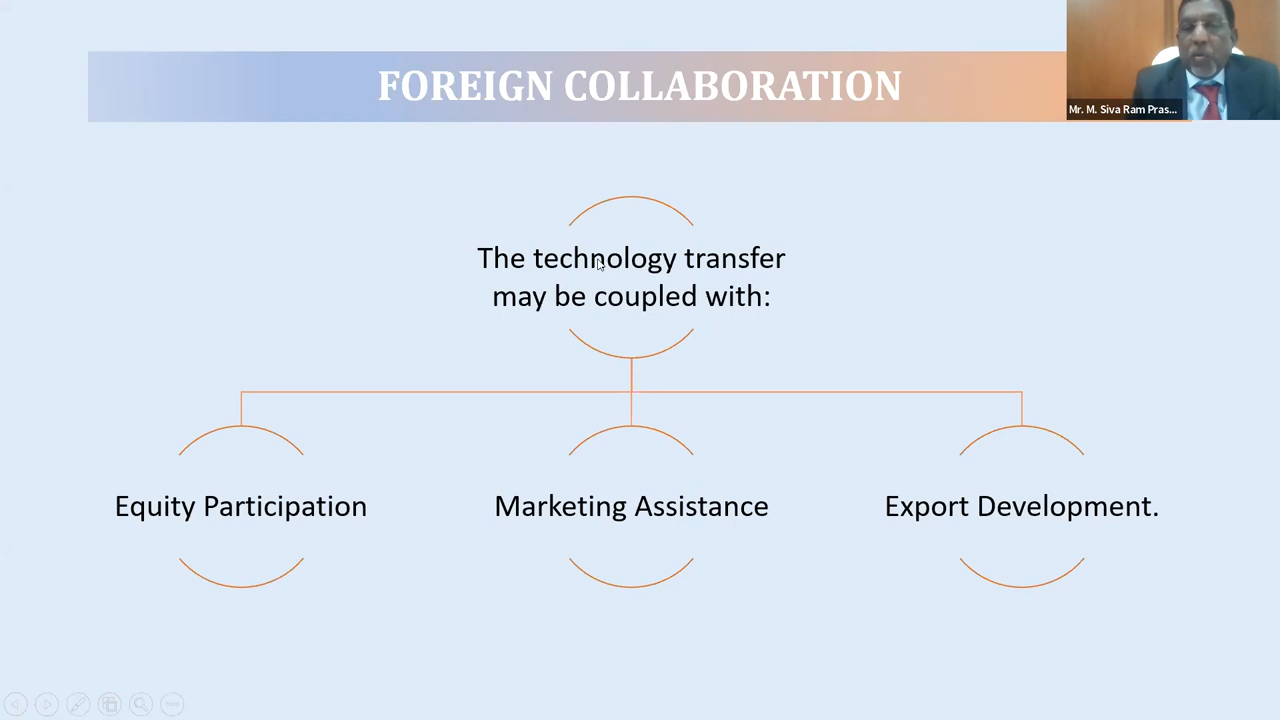 FOREIGN COLLABORATION
Mr. M. Siva Ram Pras...
The technology transfer
may be coupled with:
Equity Participation
Marketing Assistance
Export Development.